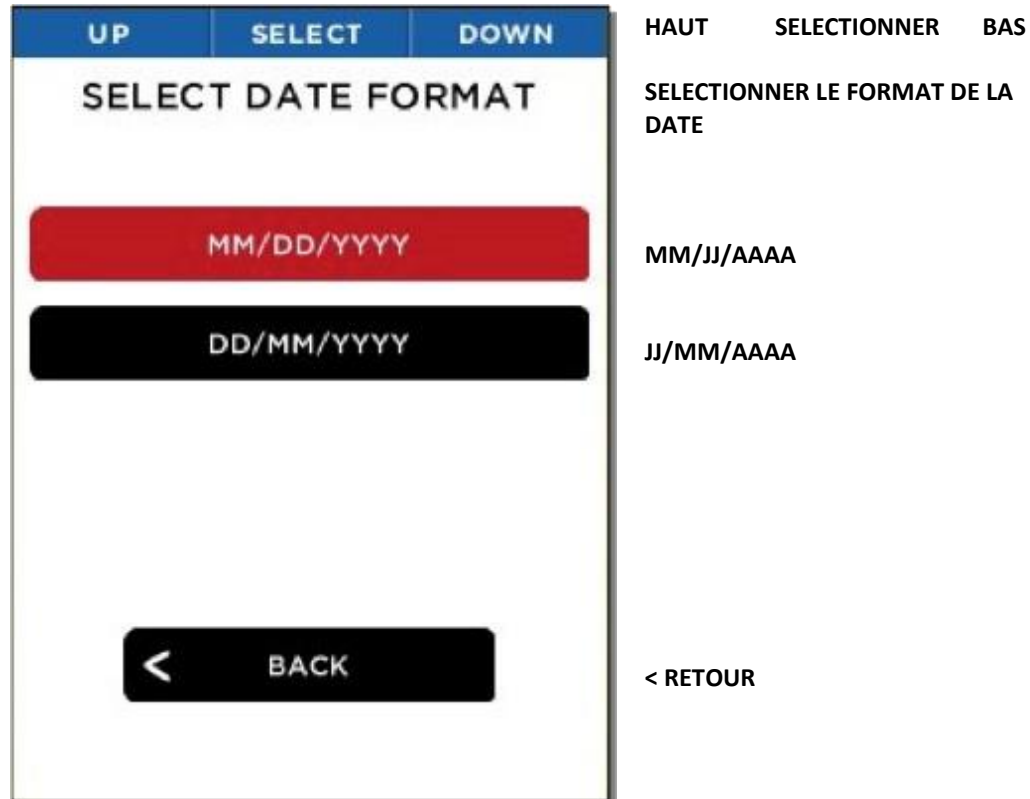 UP SELECT DOWN
SELECT DATE FORMAT
MM/DD/YYYY
DD/MM/YYYY
< BACK
HAUT SELECTIONNER BAS
SELECTIONNER LE FORMAT DE LA
DATE
MM/JJ/AAAA
JJ/MM/AAAA
< RETOUR